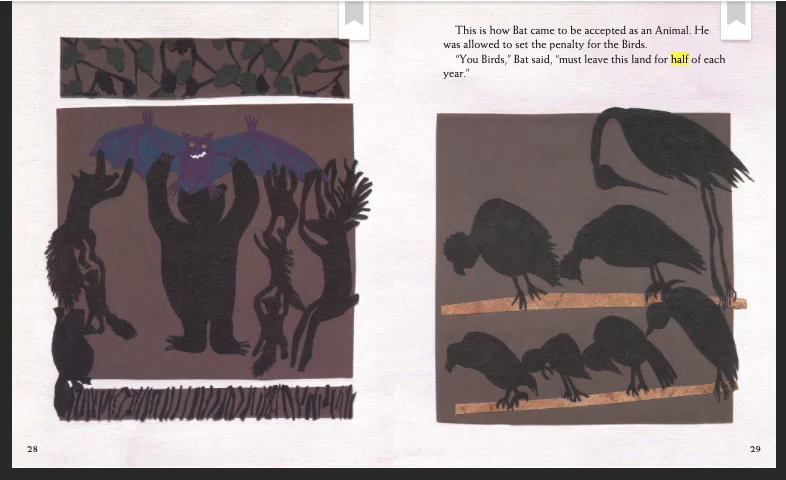 This is how Bat came to be accepted as an Animal. He
was allowed to set the penalty for the Birds.
"You Birds," Bat said, "must leave this land for half of each
year."
28
29